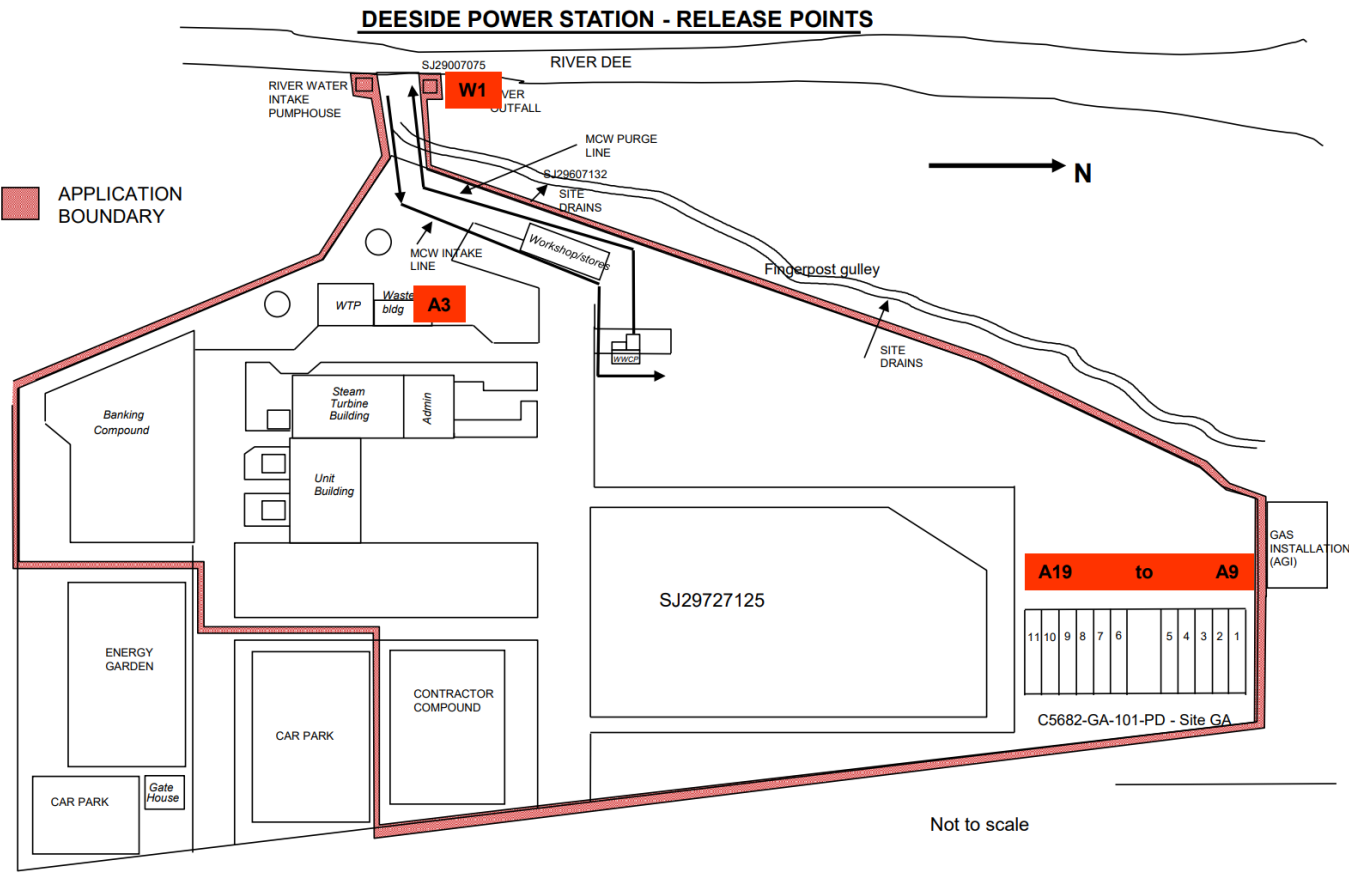 DEESIDE POWER STATION - RELEASE POINTS
SJ29007075
RIVER DEE
RIVER WATER
INTAKE
PUMPHOUSE
W1
VER
UTFALL
MCW PURGE
LINE
N
SJ29607132
SITE
DRAINS
APPLICATION
BOUNDARY
MCW INTAKE
LINE
Workshop/stores
Fingerpost gulley
WTP
Waste
bldg
A3
SITE
DRAINS
WWCP
Steam
Turbine
Building
Admin
Banking
Compound
Unit
Building
GAS
INSTALLATION
(AGI)
A19 to A9
SJ29727125
11 10 9 8 7 6 5 4 3 2 1
ENERGY
GARDEN
CONTRACTOR
COMPOUND
C5682-GA-101-PD - Site GA
CAR PARK
Gate
House
CAR PARK
Not to scale